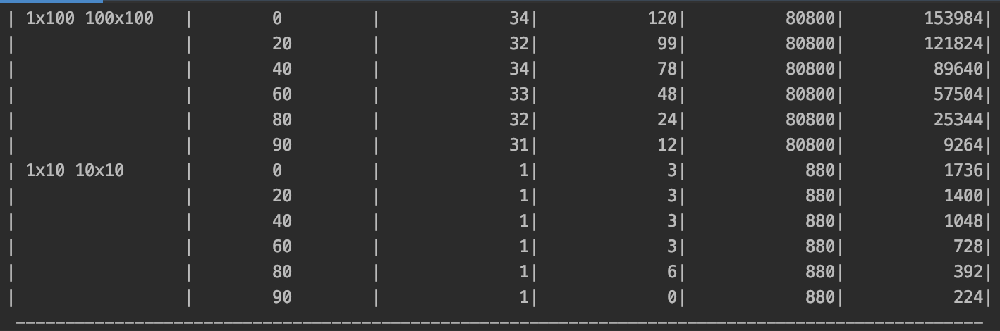 | 1x100 100x100 | 0 | 34| 120| 80800| 153984|
| | 20 | 32| 99| 80800| 121824|
| | 40 | 34| 78| 80800| 89640|
| | 60 | 33| 48| 80800| 57504|
| | 80 | 32| 24| 80800| 25344|
| | 90 | 31| 12| 80800| 9264|
| 1x10 10x10 | 0 | 1| 3| 880| 1736|
| | 20 | 1| 3| 880| 1400|
| | 40 | 1| 3| 880| 1048|
| | 60 | 1| 3| 880| 728|
| | 80 | 1| 6| 880| 392|
| | 90 | 1| 0| 880| 224|